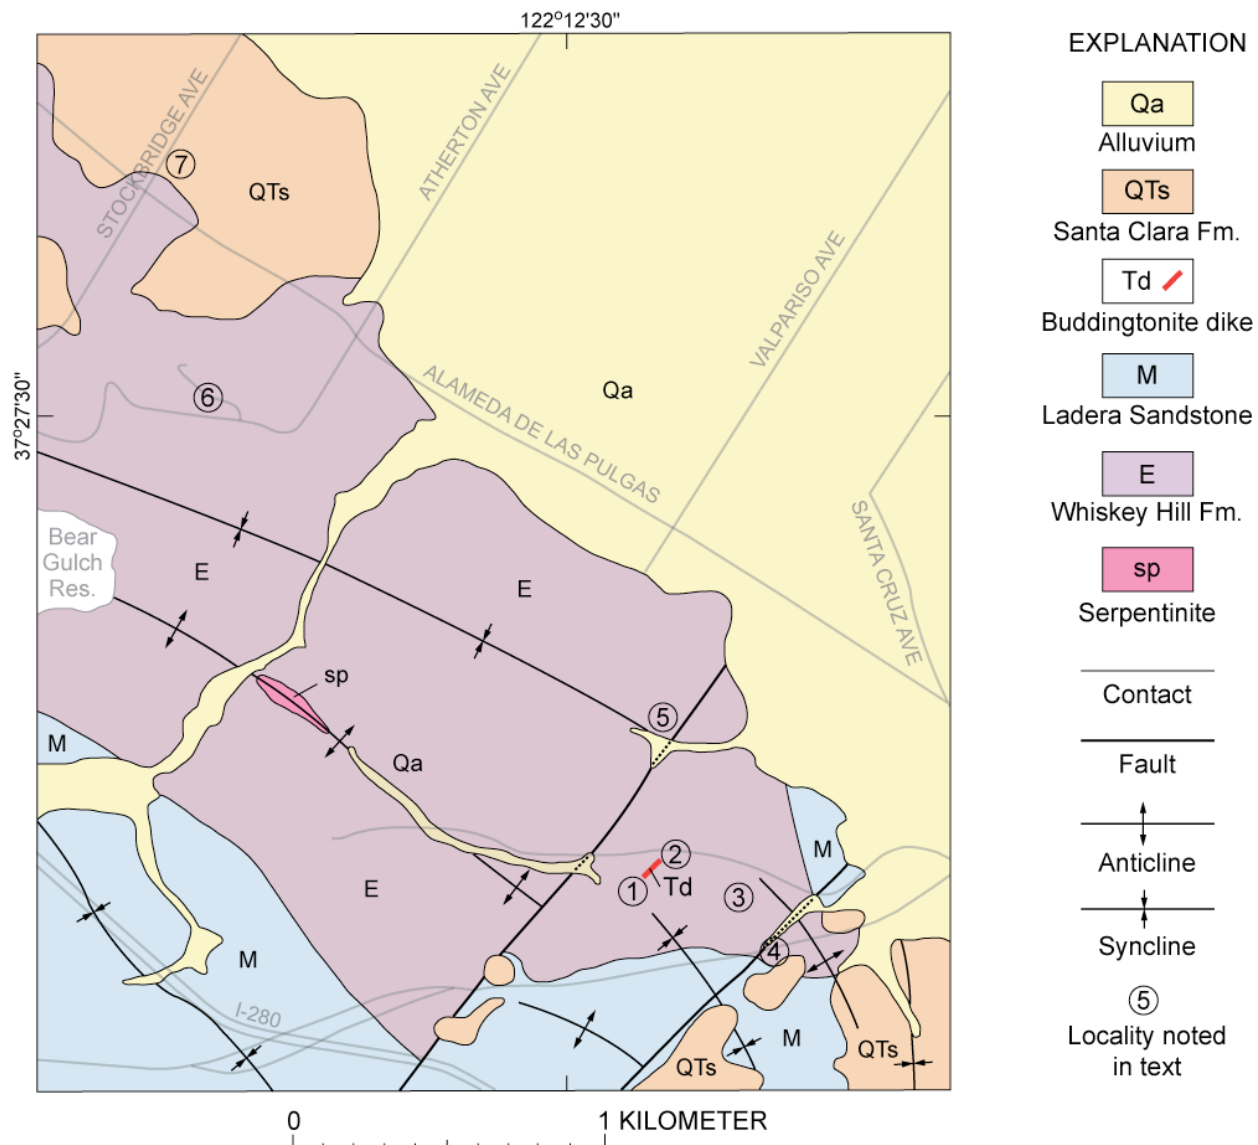 122°12'30"
EXPLANATION
Qa
Alluvium
QTs
Santa Clara Fm.
Td
Buddingtonite dike
M
Ladera Sandstone
E
Whiskey Hill Fm.
sp
Serpentinite
Contact
Fault
Anticline
Syncline
5
Locality noted
in text
STOCKBRIDGE AVE
ATHERTON AVE
7
QTs
VALPARISO AVE
37°27'30"
6
ALAMEDA DE LAS PULGAS
Qa
SANTA CRUZ AVE
Bear
Gulch
Res.
E
E
sp
5
M
Qa
M
2
1
Td
3
E
4
M
I-280
M
QTs
QTs
0
1 KILOMETER